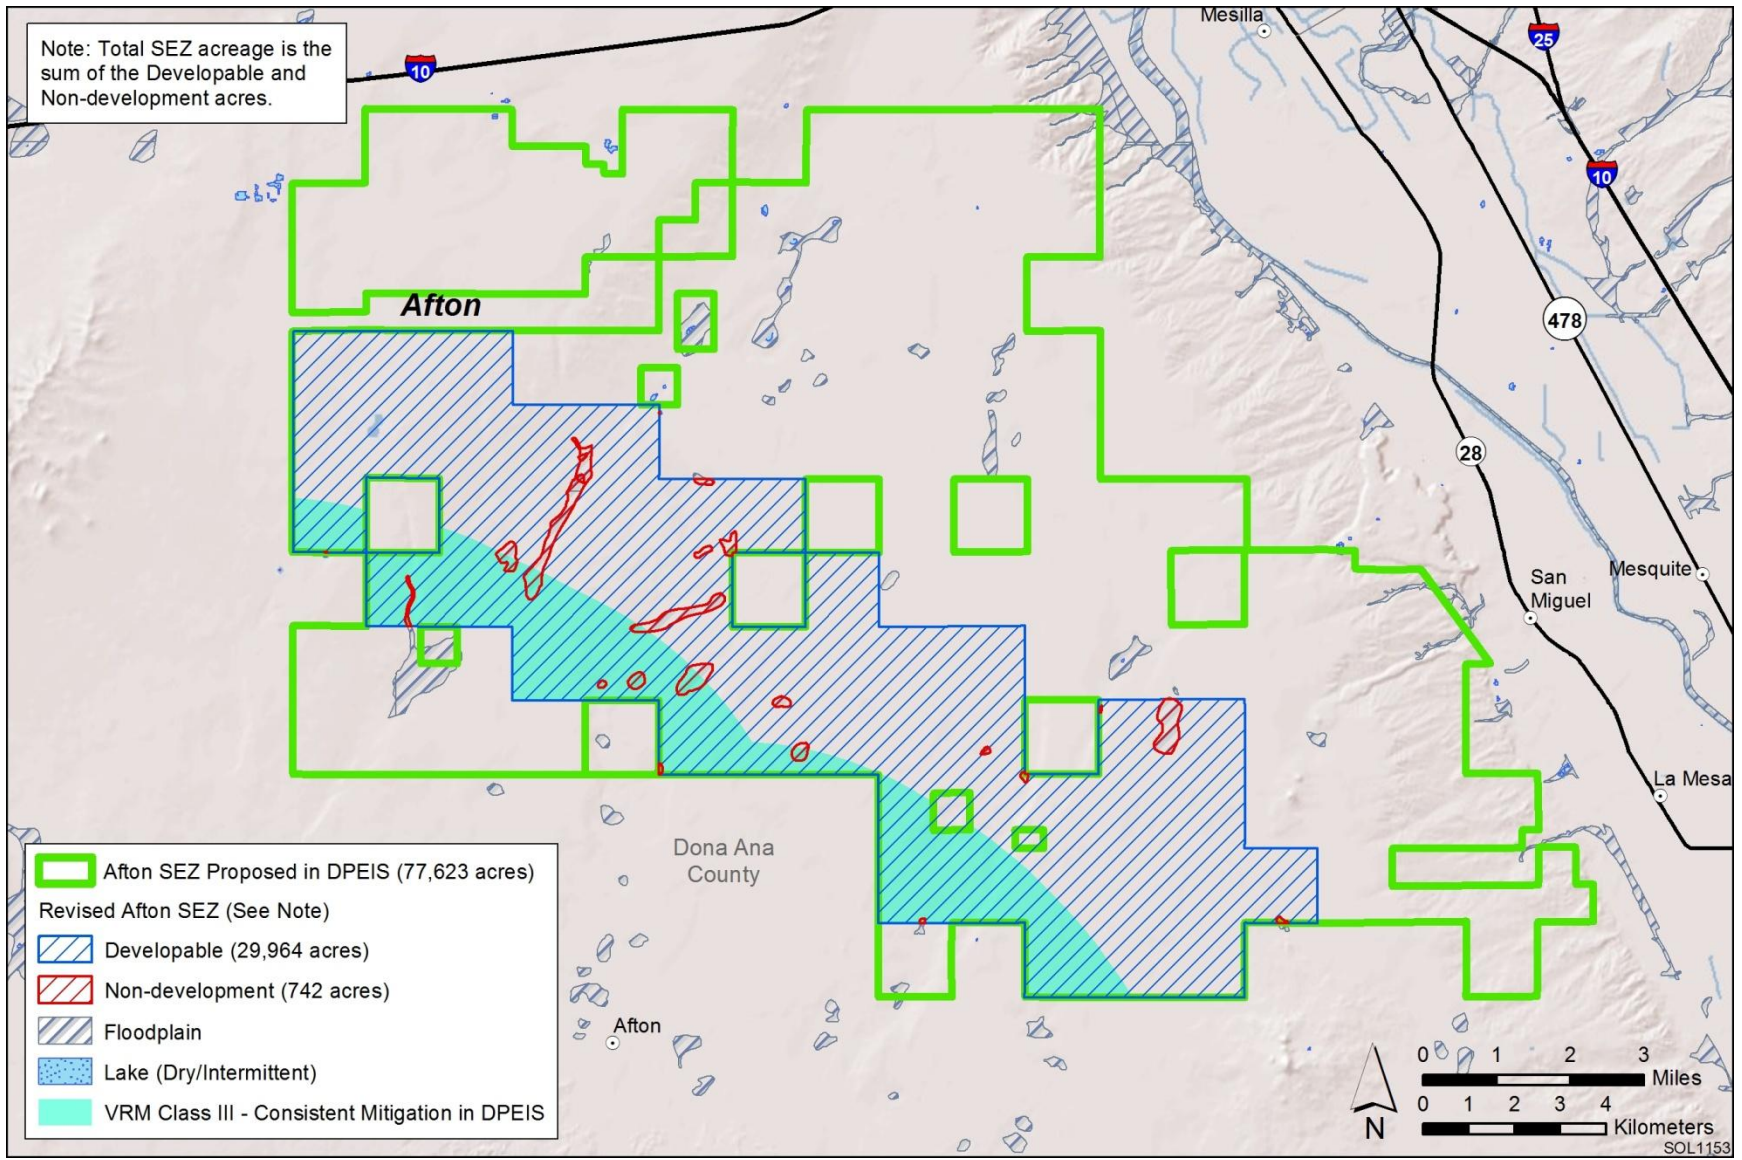 Note: Total SEZ acreage is the
sum of the Developable and
Non-development acres.
10
Mesilla
25
10
Afton
478
28
San
Miguel
Mesquite
La Mesa
Dona Ana
County
Afton
Afton SEZ Proposed in DPEIS (77,623 acres)
Revised Afton SEZ (See Note)
Developable (29,964 acres)
Non-development (742 acres)
Floodplain
Lake (Dry/Intermittent)
VRM Class III - Consistent Mitigation in DPEIS
N
0 1 2 3
Miles
0 1 2 3 4
Kilometers
SOL1153